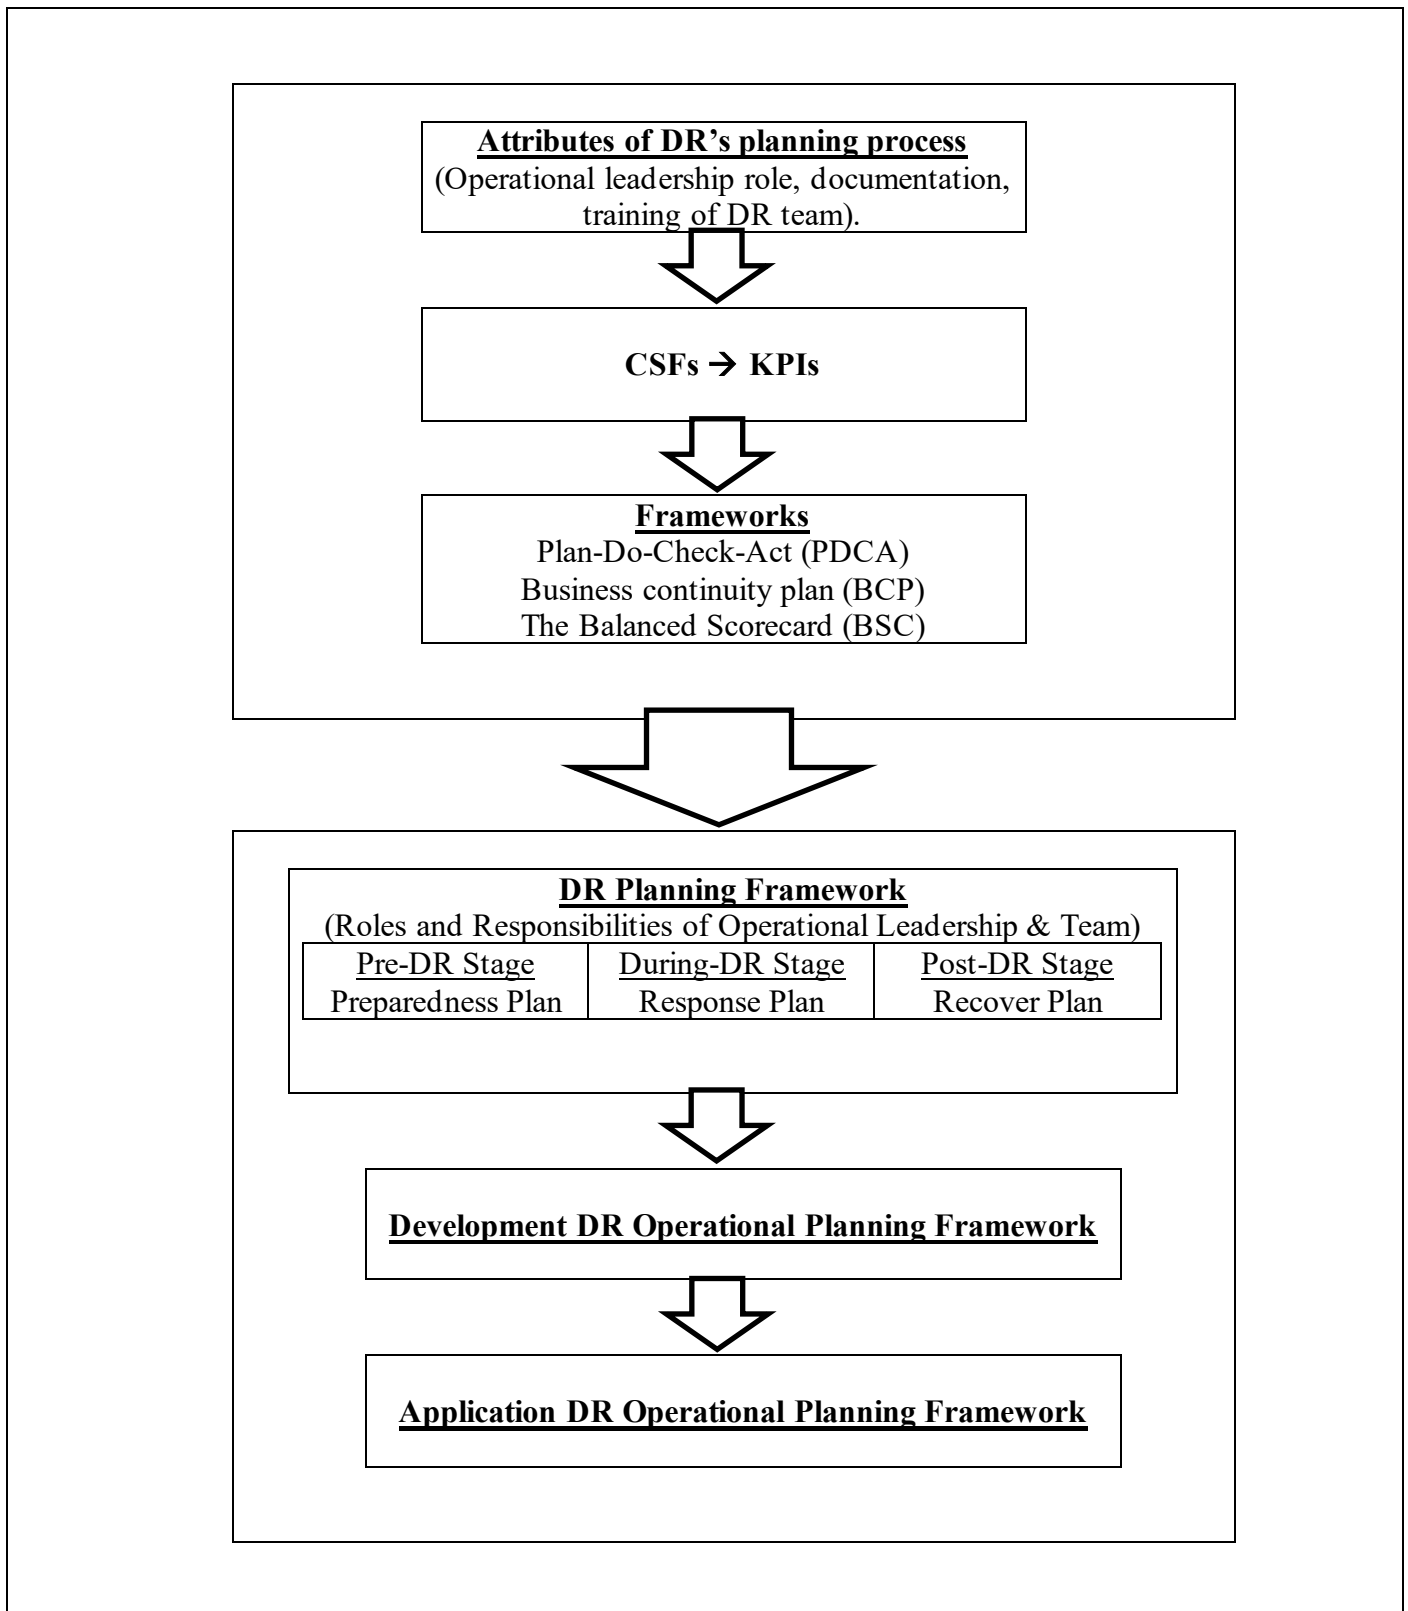 Attributes of DR’s planning process
(Operational leadership role, documentation,
training of DR team).
CSFs → KPIs
Frameworks
Plan-Do-Check-Act (PDCA)
Business continuity plan (BCP)
The Balanced Scorecard (BSC)
DR Planning Framework
(Roles and Responsibilities of Operational Leadership & Team)
Pre-DR Stage
Preparedness Plan
During-DR Stage
Response Plan
Post-DR Stage
Recover Plan
Development DR Operational Planning Framework
Application DR Operational Planning Framework